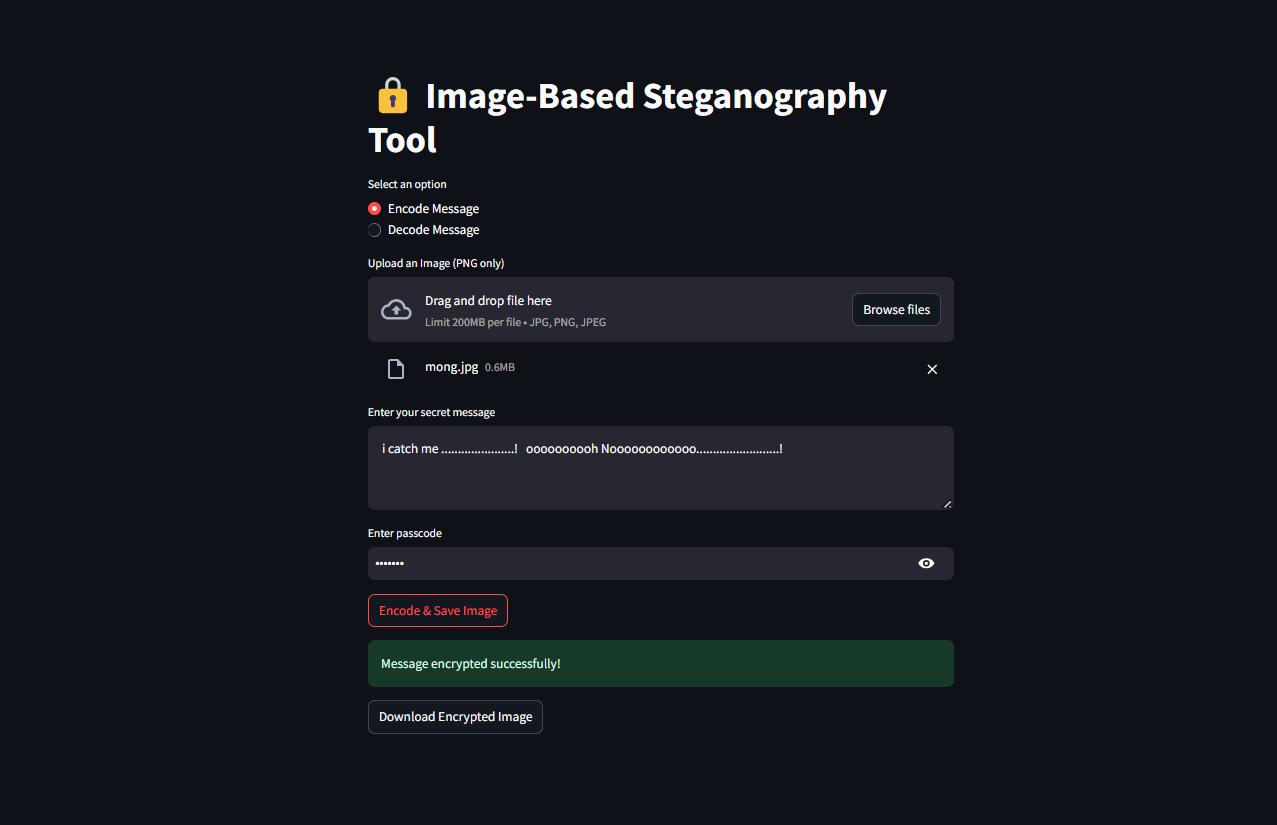 Image-Based Steganography
Tool
Select an option
Encode Message
Decode Message
Upload an Image (PNG only)
Drag and drop file here
Limit 200MB per file • JPG, PNG, JPEG
Browse files
mong.jpg 0.6MB
Enter your secret message
i catch me ......................!   oooooooooh Nooooooooooooo.........................!
Enter passcode
•••••••
Encode & Save Image
Message encrypted successfully!
Download Encrypted Image